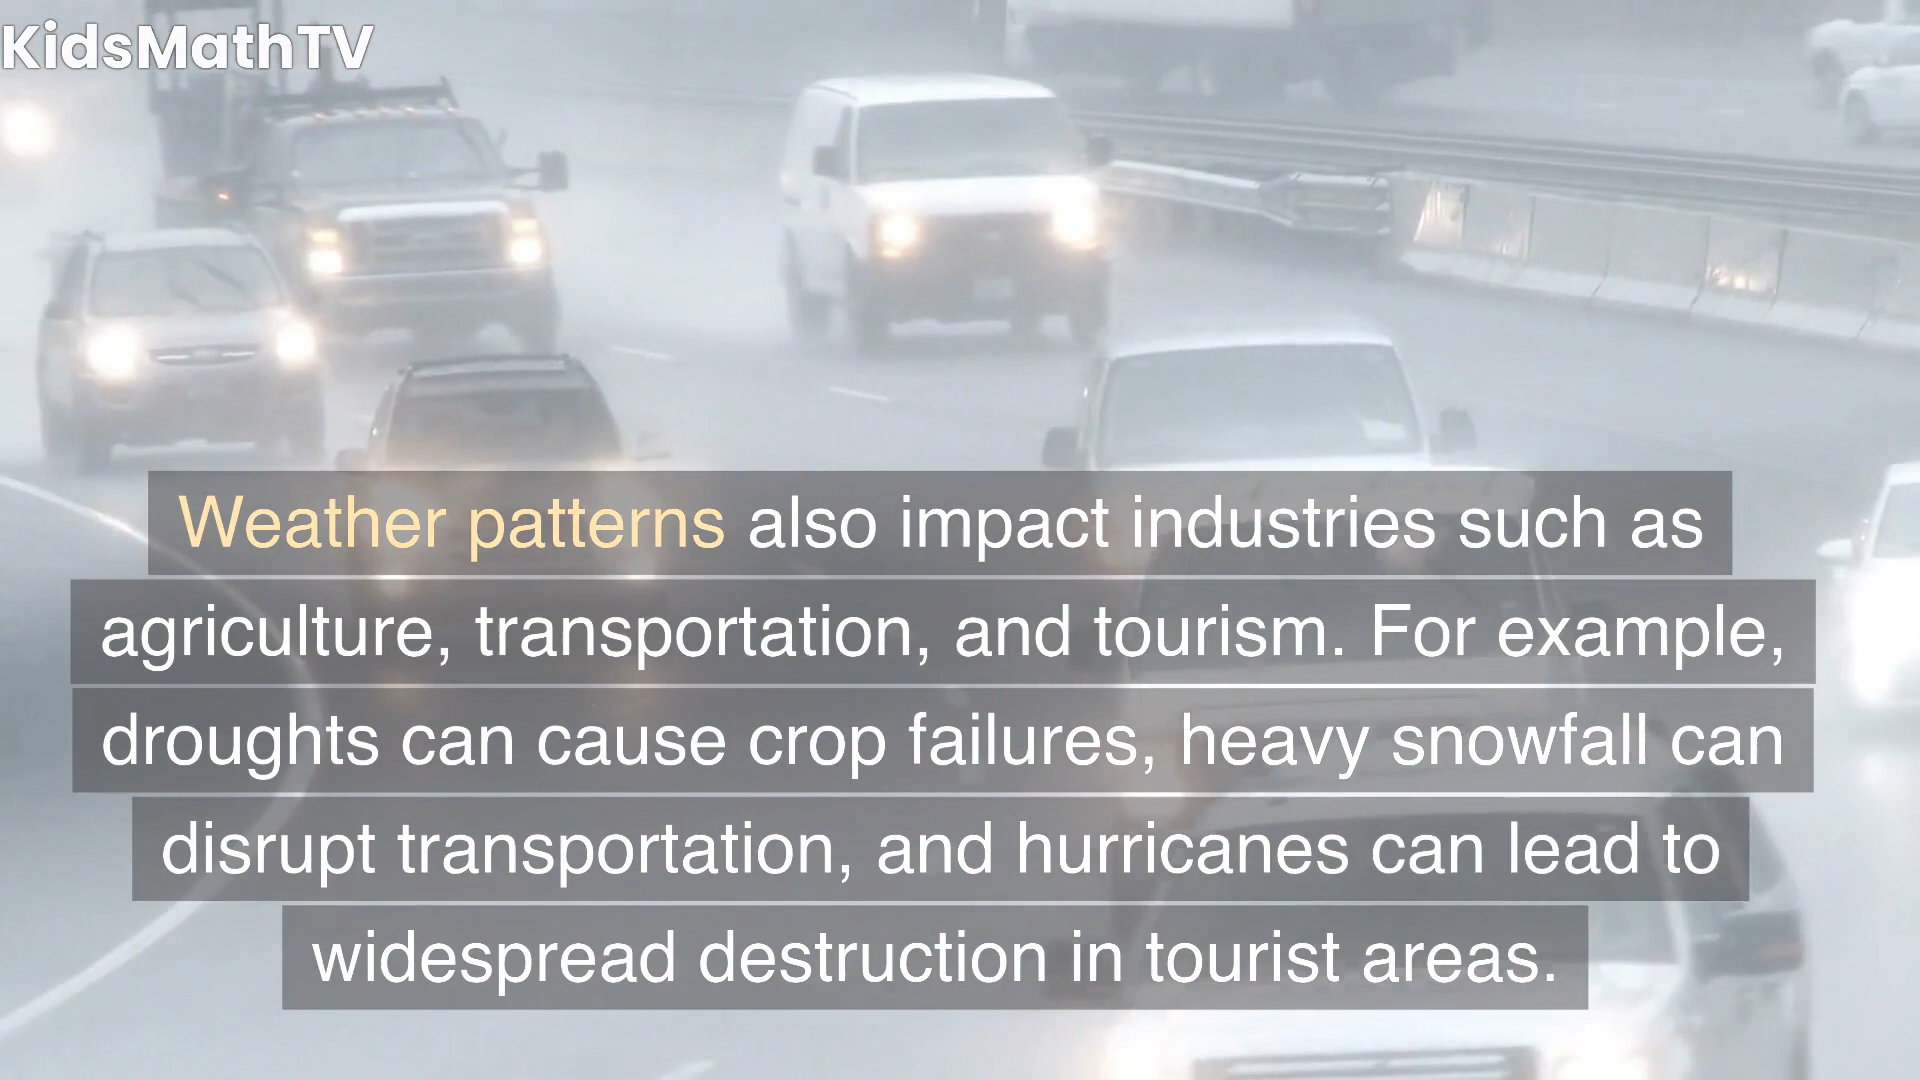 KidsMathTV
Weather patterns also impact industries such as
agriculture, transportation, and tourism. For example,
droughts can cause crop failures, heavy snowfall can
disrupt transportation, and hurricanes can lead to
widespread destruction in tourist areas.